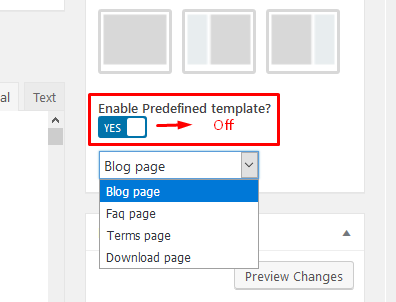 al Text
Enable Predefined template?
YES Off
Blog page
Blog page
Faq page
Terms page
Download page
Preview Changes